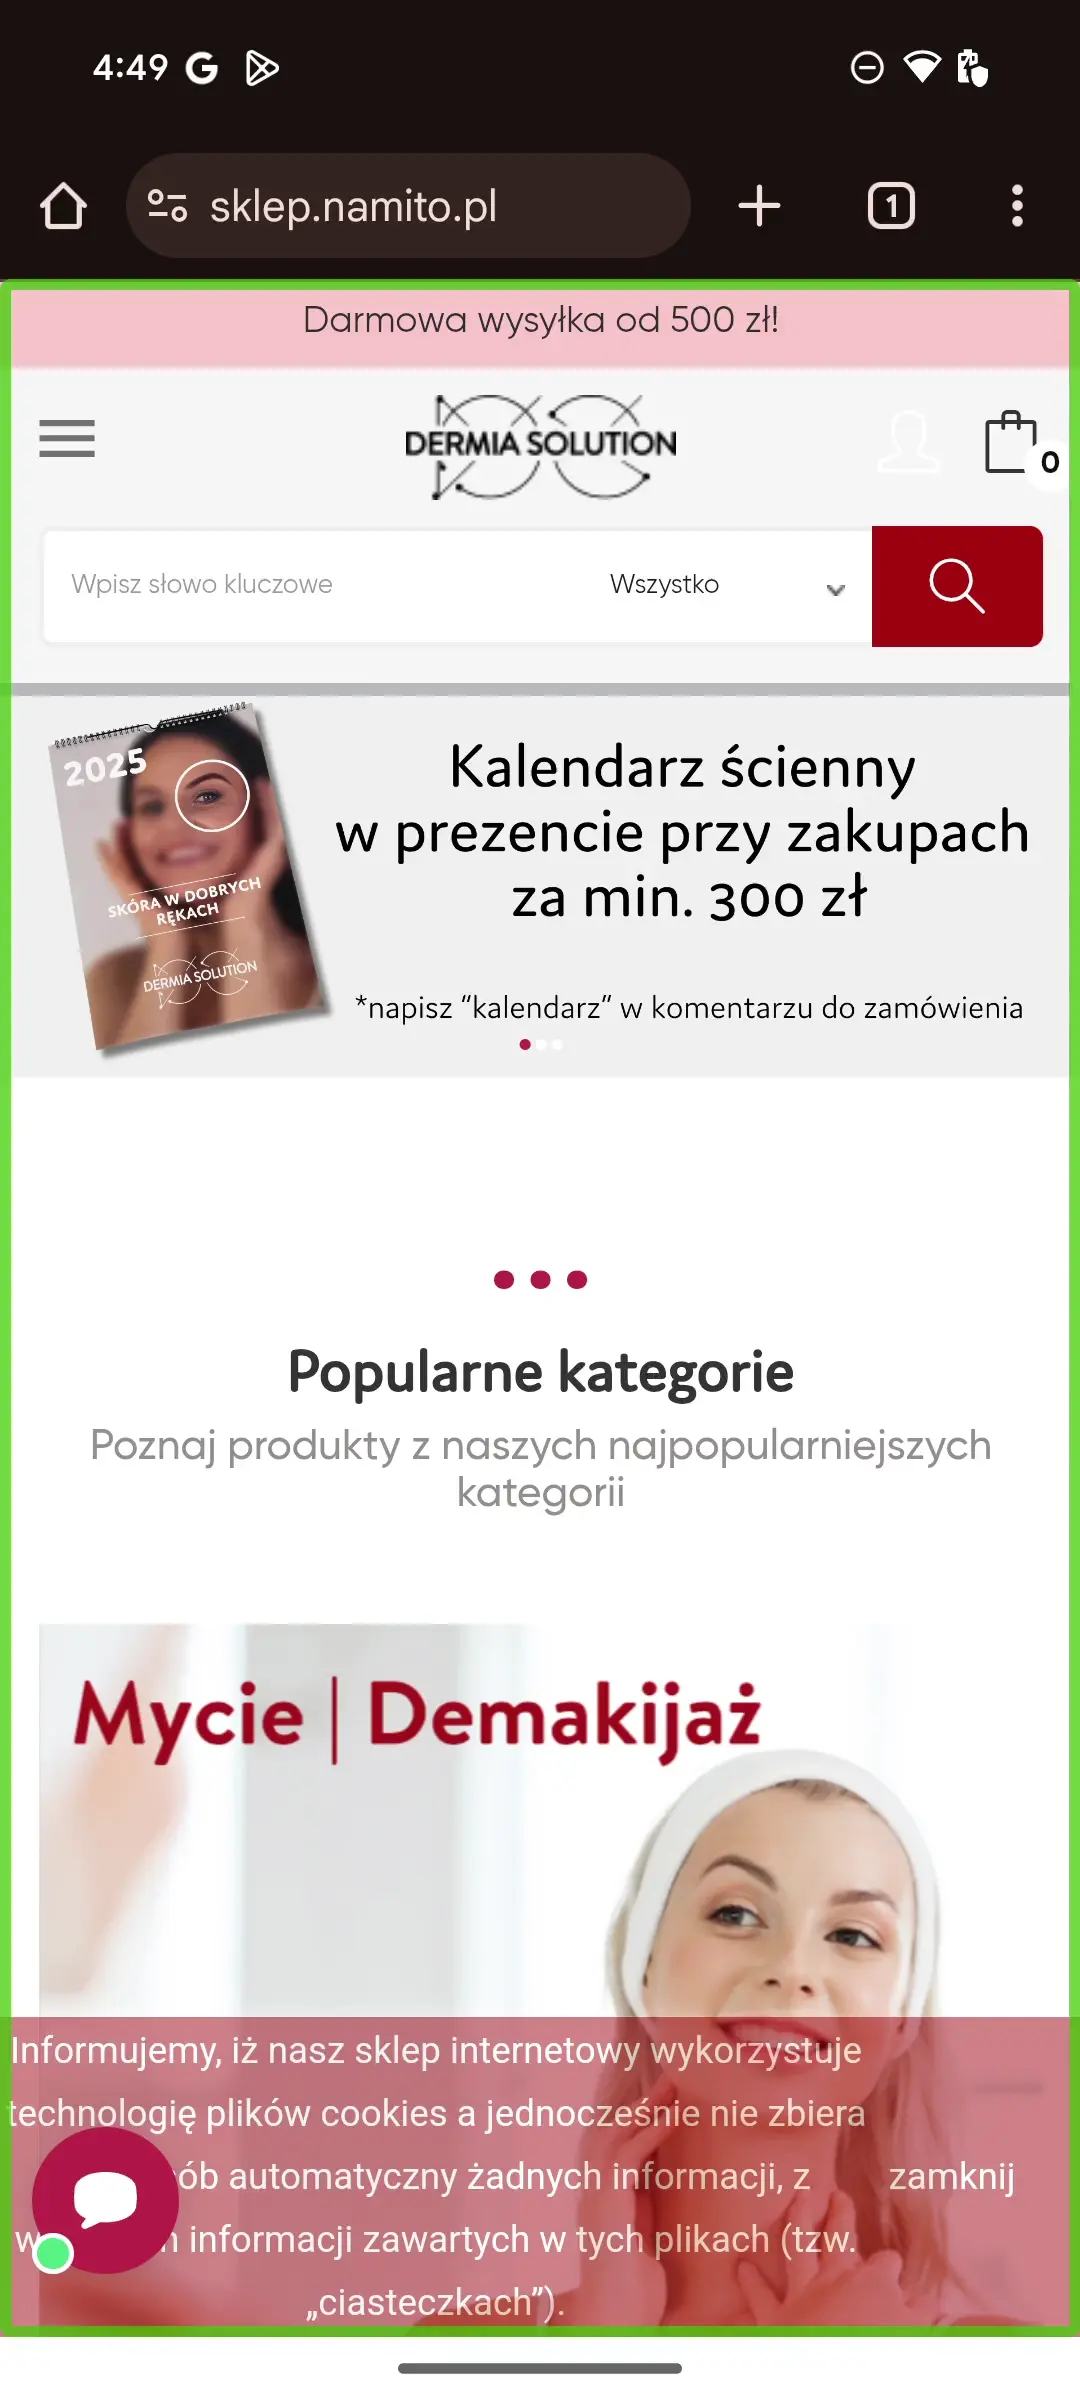 4:49
sklep.namito.pl
1
Darmowa wysyłka od 500 zł!
DERMIA SOLUTION
0
Wpisz słowo kluczowe
Wszystko
2025
SKÓRA W DOBRYCH
RĘKACH
DERMIA SOLUTION
Kalendarz ścienny
w prezencie przy zakupach
za min. 300 zł
*napisz “kalendarz” w komentarzu do zamówienia
Popularne kategorie
Poznaj produkty z naszych najpopularniejszych
kategorii
Mycie | Demakijaż
Informujemy, iż nasz sklep internetowy wykorzystuje
technologię plików cookies a jednocześnie nie zbiera
automatyczny żadnych informacji, z
zamknij
informacji zawartych w tych plikach (tzw.
„ciasteczkach”).